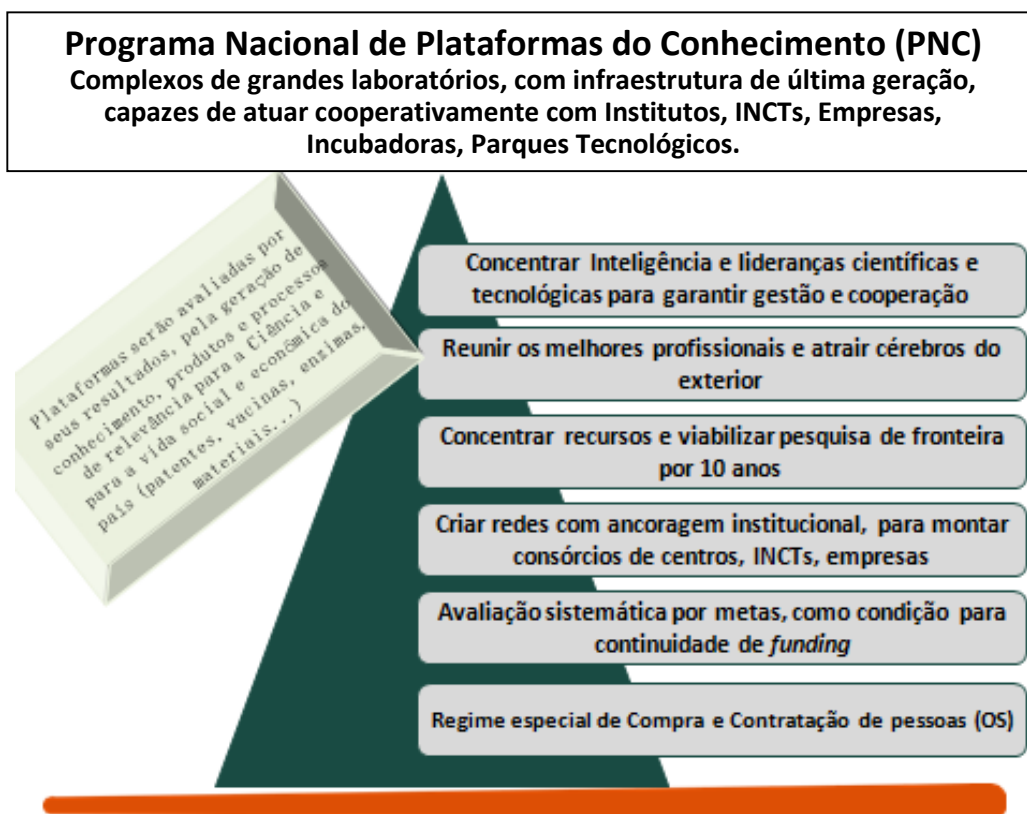 Programa Nacional de Plataformas do Conhecimento (PNC)
Complexos de grandes laboratórios, com infraestrutura de última geração,
capazes de atuar cooperativamente com Institutos, INCTs, Empresas,
Incubadoras, Parques Tecnológicos.
Plataformas serão avaliadas por
seus resultados, pela geração de
conhecimento, produtos e processos
de relevância para a Ciência e
para a vida social e econômica do
país (patentes, vacinas, enzimas,
materiais...)
Concentrar Inteligência e lideranças científicas e
tecnológicas para garantir gestão e cooperação
Reunir os melhores profissionais e atrair cérebros do
exterior
Concentrar recursos e viabilizar pesquisa de fronteira
por 10 anos
Criar redes com ancoragem institucional, para montar
consórcios de centros, INCTs, empresas
Avaliação sistemática por metas, como condição para
continuidade de funding
Regime especial de Compra e Contratação de pessoas (OS)